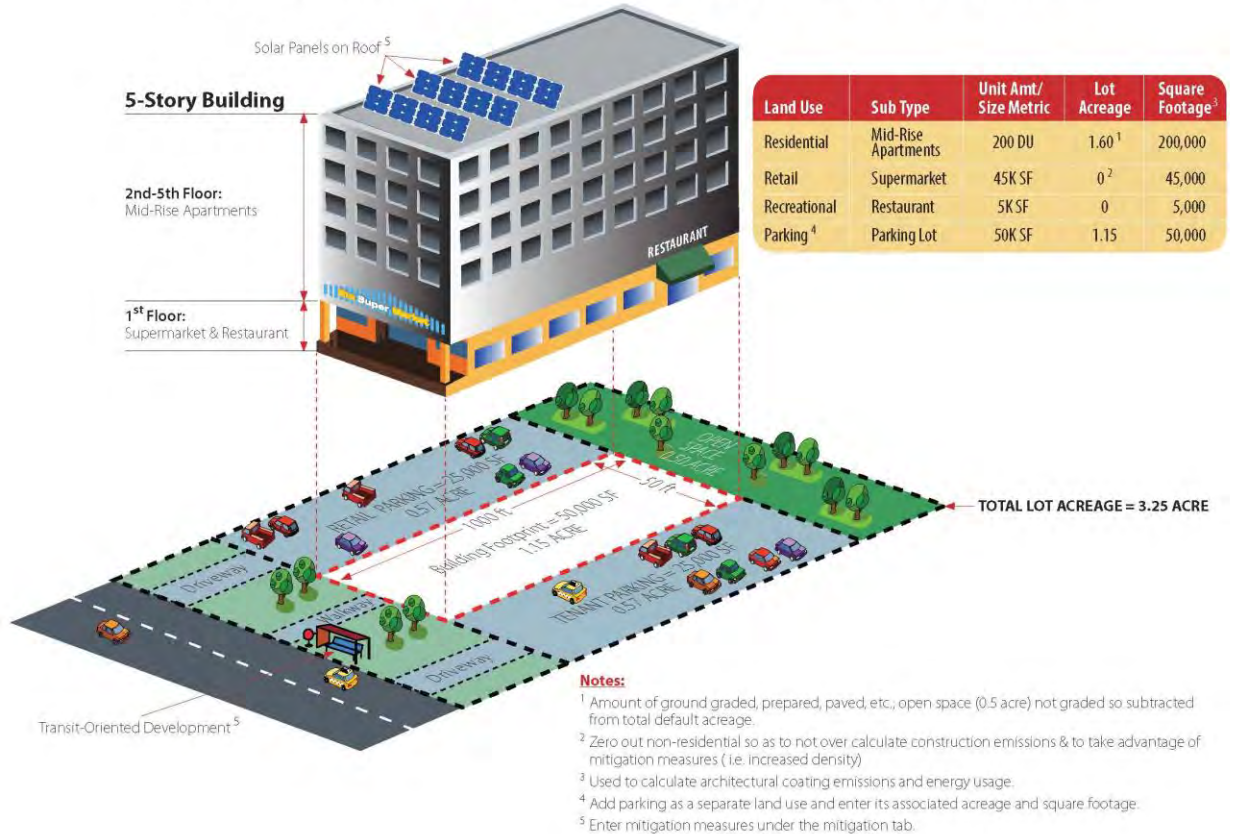 Solar Panels on Roof 5
5-Story Building
2nd-5th Floor:
Mid-Rise Apartments
1st Floor:
Supermarket & Restaurant
RESTAURANT
Super Market
Land Use Sub Type Unit Amt/ Size Metric Lot Acreage Square Footage3
Residential Mid-Rise Apartments 200 DU 1.60 1 200,000
Retail Supermarket 45K SF 0 2 45,000
Recreational Restaurant 5K SF 0 5,000
Parking 4 Parking Lot 50K SF 1.15 50,000
OPEN
SPACE
0.50 ACRE
RETAIL PARKING = 25,000 SF
0.57 ACRE
1000 ft
50 ft
Building Footprint = 50,000 SF
1.15 ACRE
TENANT PARKING = 25,000 SF
0.57 ACRE
TOTAL LOT ACREAGE = 3.25 ACRE
Driveway
Walkway
Driveway
Transit-Oriented Development 5
Notes:
1 Amount of ground graded, prepared, paved, etc., open space (0.5 acre) not graded so subtracted
from total default acreage.
2 Zero out non-residential so as to not over calculate construction emissions & to take advantage of
mitigation measures ( i.e. increased density)
3 Used to calculate architectural coating emissions and energy usage.
4 Add parking as a separate land use and enter its associated acreage and square footage.
5 Enter mitigation measures under the mitigation tab.